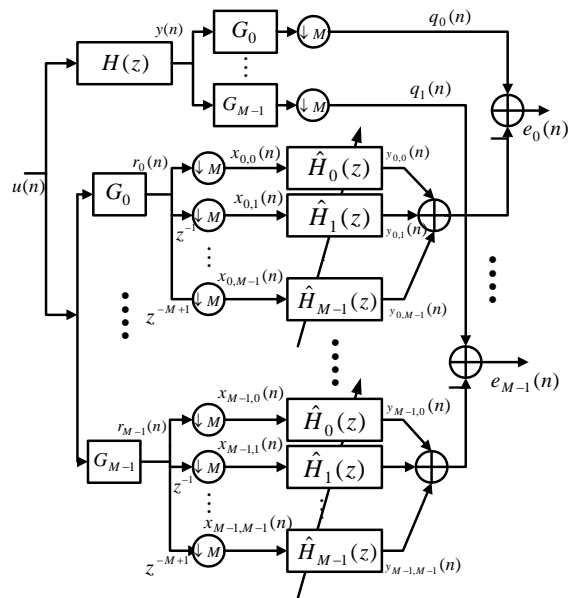 y(n) G_0 ↓M q_0(n)
H(z)
G_{M-1} ↓M q_1(n)
e_0(n)
u(n)
r_0(n) ↓M x_{0,0}(n) Ĥ_0(z) y_{0,0}(n)
G_0
z^{-1} ↓M x_{0,1}(n) Ĥ_1(z) y_{0,1}(n)
z^{-M+1} ↓M x_{0,M-1}(n) Ĥ_{M-1}(z) y_{0,M-1}(n)
e_{M-1}(n)
r_{M-1}(n) ↓M x_{M-1,0}(n) Ĥ_0(z) y_{M-1,0}(n)
G_{M-1}
z^{-1} ↓M x_{M-1,1}(n) Ĥ_1(z)
z^{-M+1} ↓M x_{M-1,M-1}(n) Ĥ_{M-1}(z) y_{M-1,M-1}(n)